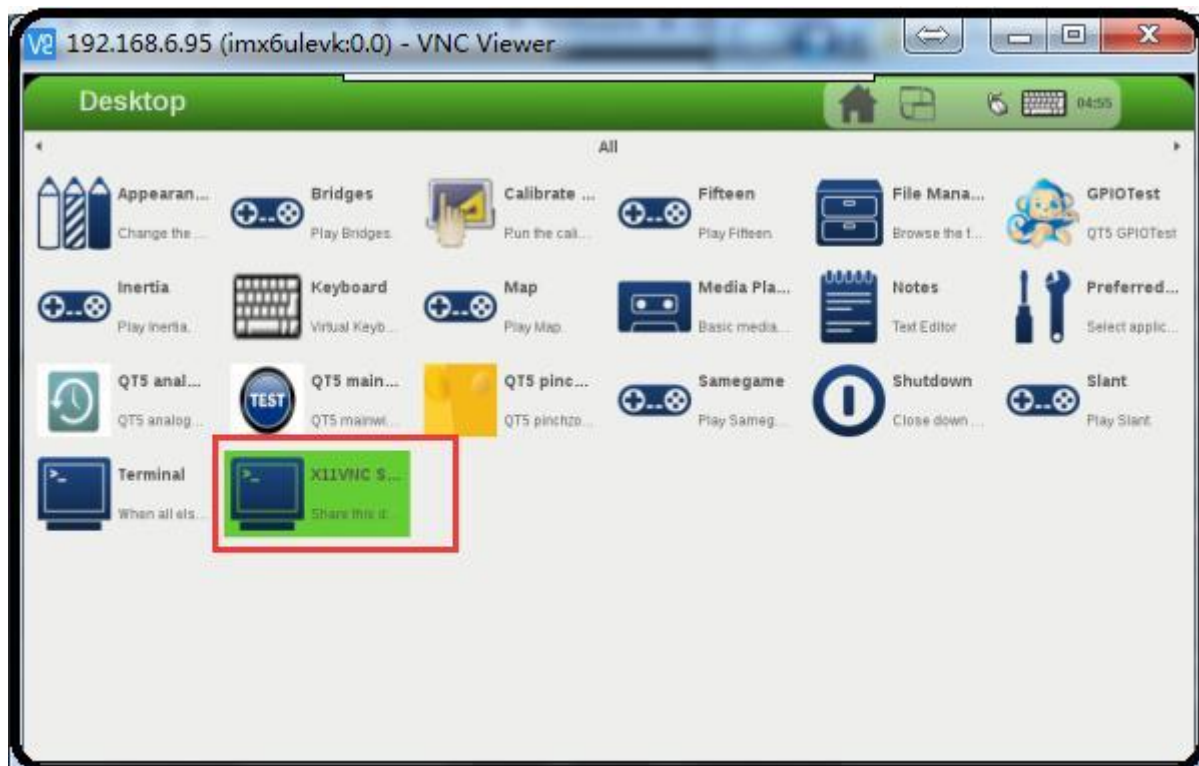 V2 192.168.6.95 (imx6ulevk:0.0) - VNC Viewer
Desktop
04:55
All
Appearan...
Change the ...
Bridges
Play Bridges.
Calibrate ...
Run the cali...
Fifteen
Play Fifteen.
File Mana...
Browse the f...
GPIOTest
QT5 GPIOTest
Inertia
Play Inertia.
Keyboard
Virtual Keyb...
Map
Play Map.
Media Pla...
Basic media...
Notes
Text Editor
Preferred...
Select applic...
QT5 anal...
QT5 analog...
TEST
QT5 main...
QT5 mainwi...
QT5 pinc...
QT5 pinchzo...
Samegame
Play Sameg...
Shutdown
Close down ...
Slant
Play Slant.
>_
Terminal
When all els...
>_
X11VNC S...
Share this d...